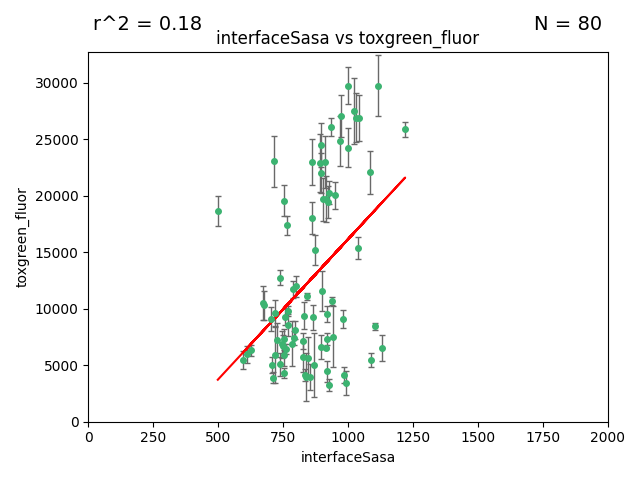 r^2 = 0.18
N = 80
interfaceSasa vs toxgreen_fluor
30000
25000
20000
15000
10000
5000
0
toxgreen_fluor
0 250 500 750 1000 1250 1500 1750 2000
interfaceSasa